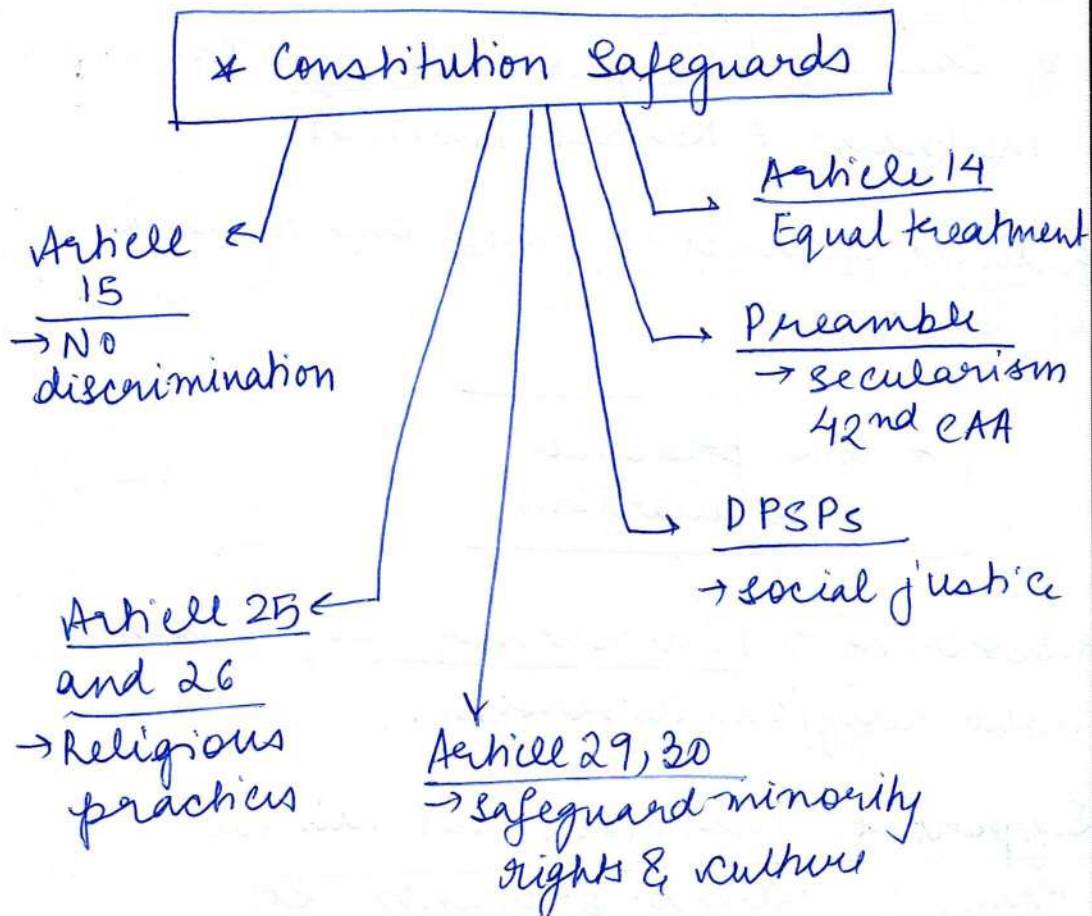 * Constitution Safeguards
Article
15
→ No
discrimination
Article 14
Equal treatment
Preamble
→ secularism
42nd CAA
DPSPs
→ social justice
Article 25
and 26
→ Religious
practices
Article 29, 30
→ safeguard minority
rights & culture